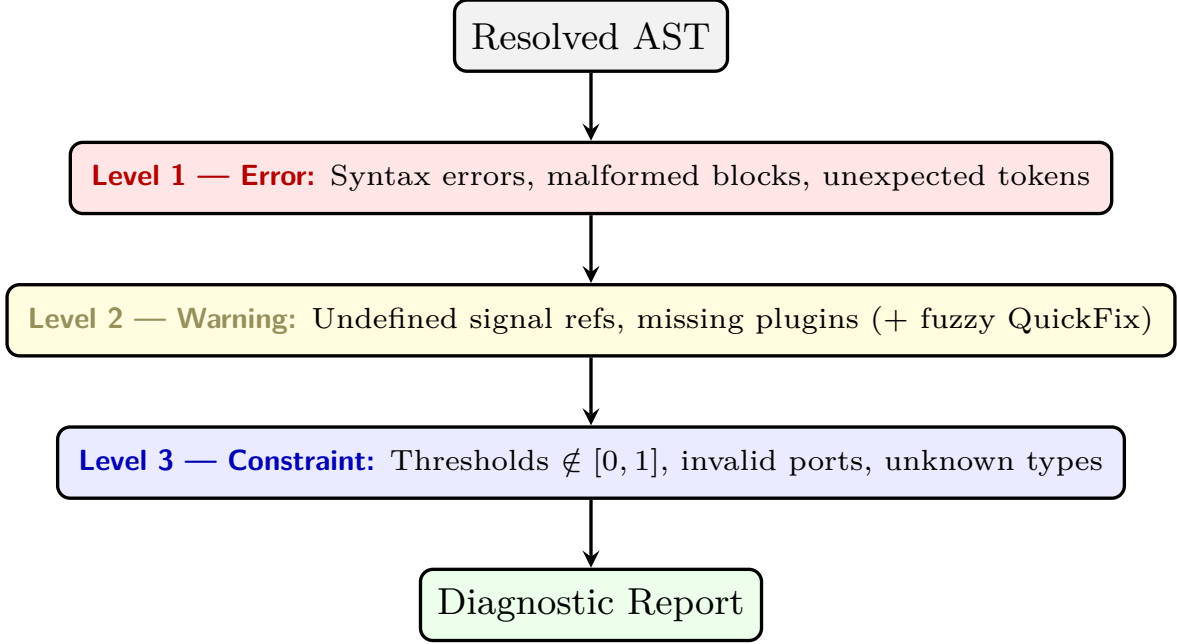 Resolved AST
Level 1 — Error: Syntax errors, malformed blocks, unexpected tokens
Level 2 — Warning: Undefined signal refs, missing plugins (+ fuzzy QuickFix)
Level 3 — Constraint: Thresholds ∉ [0, 1], invalid ports, unknown types
Diagnostic Report